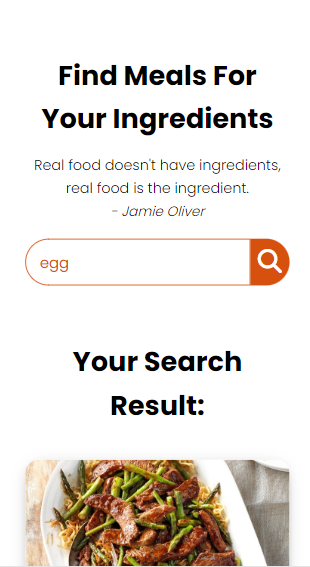 Find Meals For
Your Ingredients
Real food doesn't have ingredients,
real food is the ingredient.
- Jamie Oliver
egg
Your Search
Result: